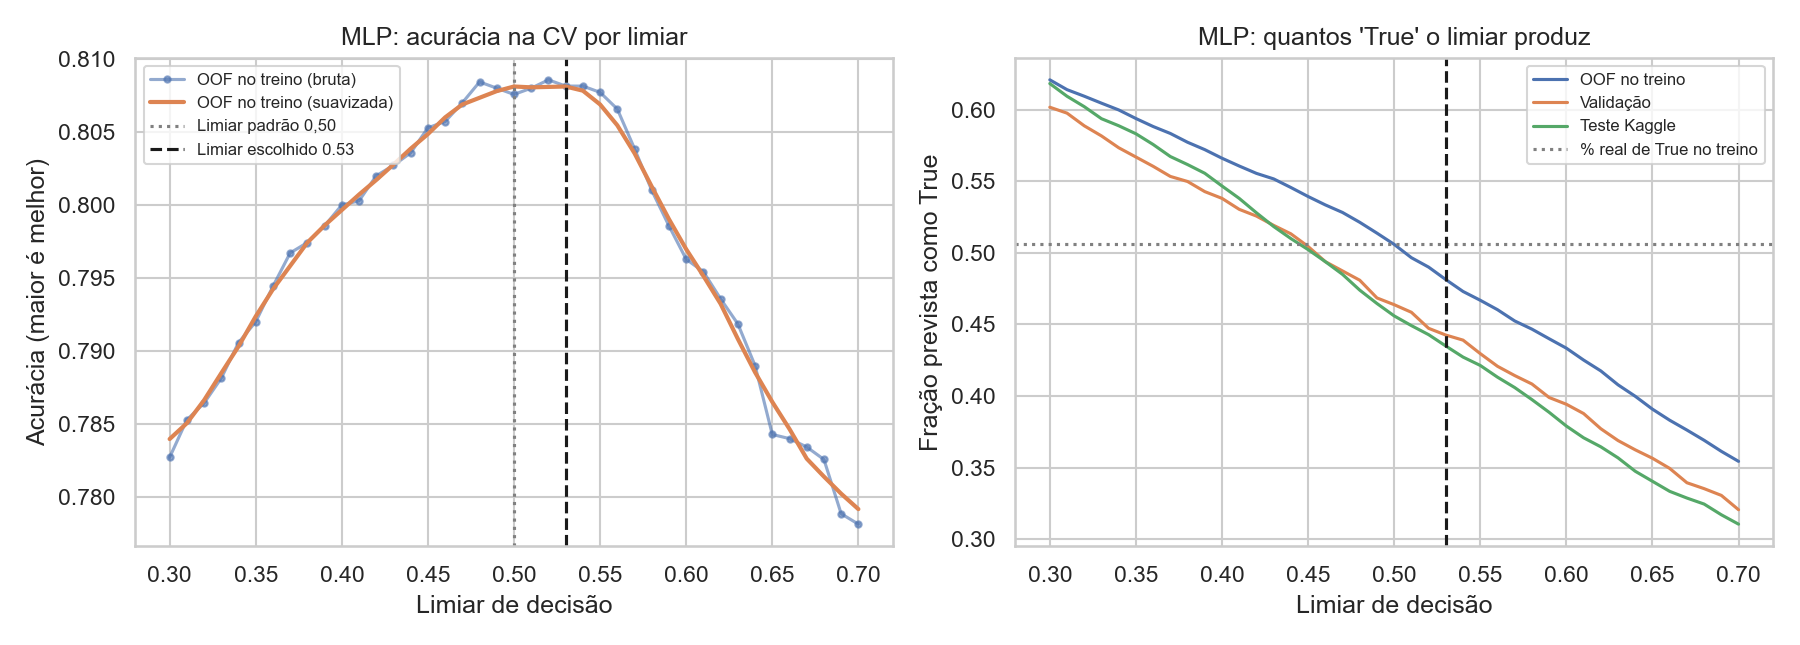 MLP: acurácia na CV por limiar
Acurácia (maior é melhor)
0.810
0.805
0.800
0.795
0.790
0.785
0.780
OOF no treino (bruta)
OOF no treino (suavizada)
Limiar padrão 0,50
Limiar escolhido 0.53
0.30 0.35 0.40 0.45 0.50 0.55 0.60 0.65 0.70
Limiar de decisão
MLP: quantos 'True' o limiar produz
Fração prevista como True
0.60
0.55
0.50
0.45
0.40
0.35
0.30
OOF no treino
Validação
Teste Kaggle
% real de True no treino
0.30 0.35 0.40 0.45 0.50 0.55 0.60 0.65 0.70
Limiar de decisão